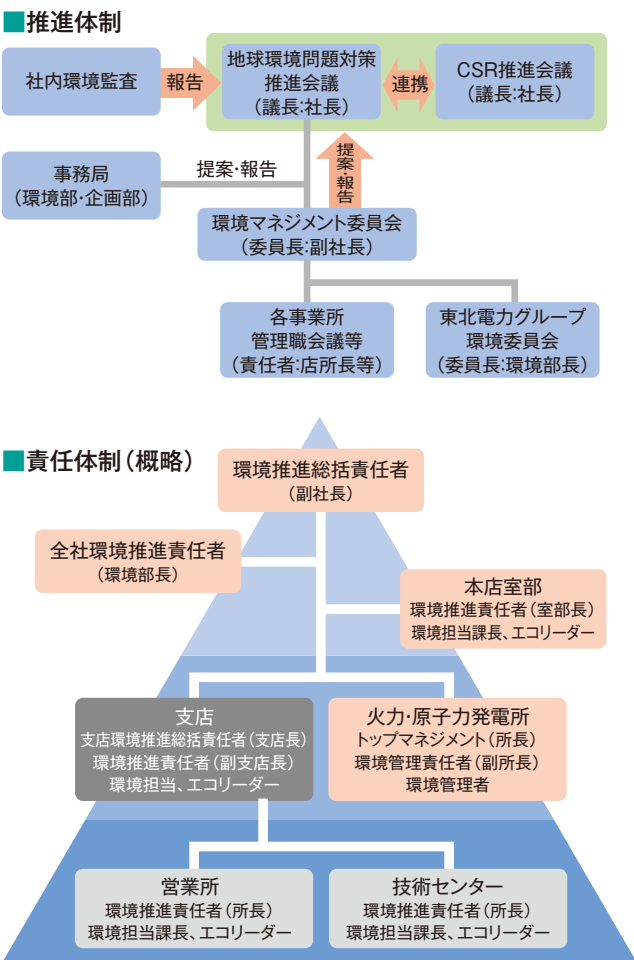 ■推進体制
社内環境監査
報告
地球環境問題対策
推進会議
(議長:社長)
連携
CSR推進会議
(議長:社長)
提案・報告
事務局
(環境部・企画部)
提案・報告
環境マネジメント委員会
(委員長:副社長)
各事業所
管理職会議等
(責任者:店所長等)
東北電力グループ
環境委員会
(委員長:環境部長)
■責任体制(概略)
環境推進総括責任者
(副社長)
全社環境推進責任者
(環境部長)
本店室部
環境推進責任者(室部長)
環境担当課長、エコリーダー
支店
支店環境推進総括責任者(支店長)
環境推進責任者(副支店長)
環境担当、エコリーダー
火力・原子力発電所
トップマネジメント(所長)
環境管理責任者(副所長)
環境管理者
営業所
環境推進責任者(所長)
環境担当課長、エコリーダー
技術センター
環境推進責任者(所長)
環境担当課長、エコリーダー